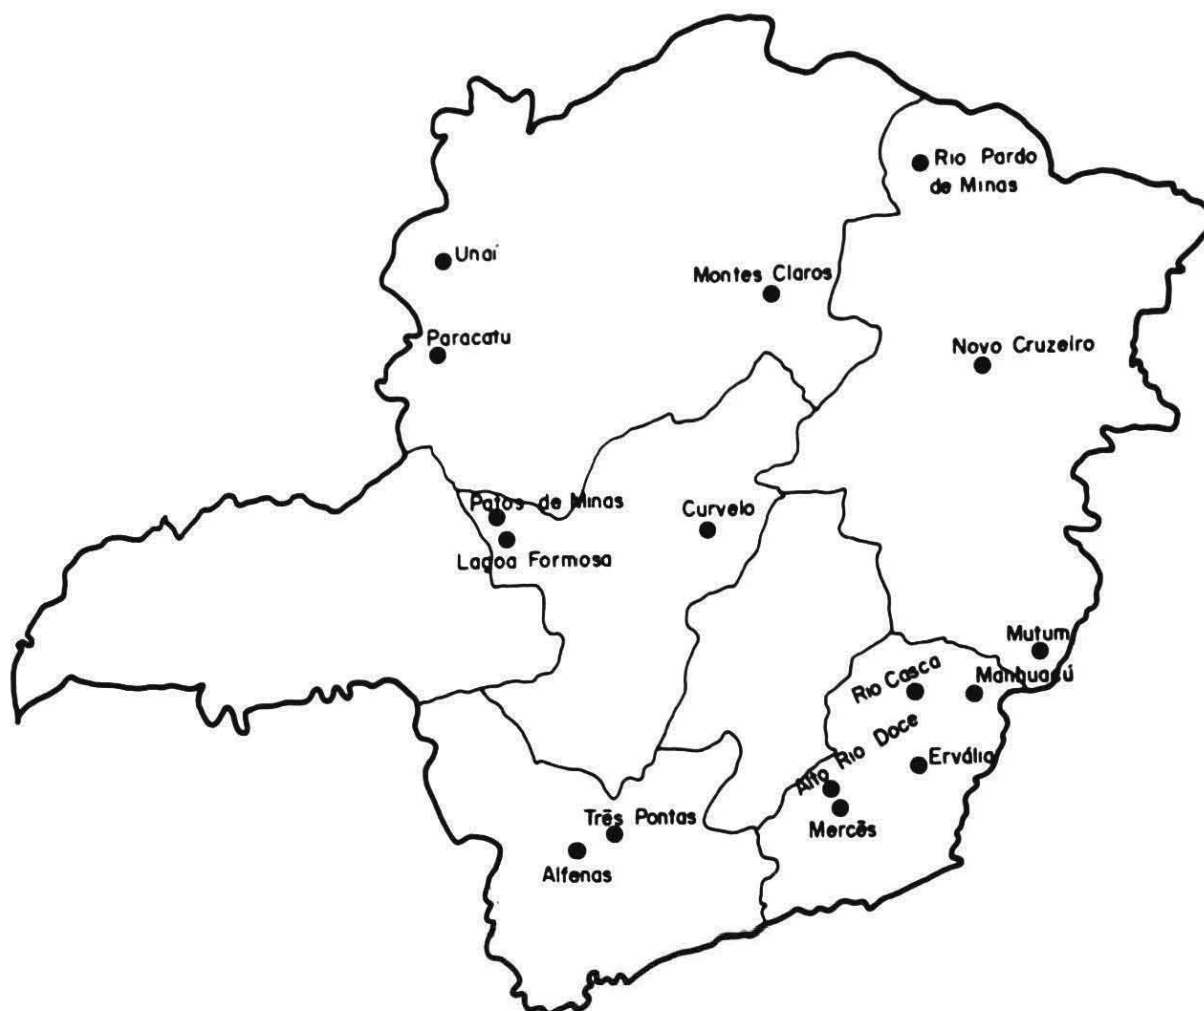 Rio Pardo
de Minas
Unaí
Montes Claros
Paracatu
Novo Cruzeiro
Patos de Minas
Curvelo
Lagoa Formosa
Mutum
Rio Casca
Manhuaçú
Alto Rio Doce
Ervália
Três Pontas
Mercês
Alfenas